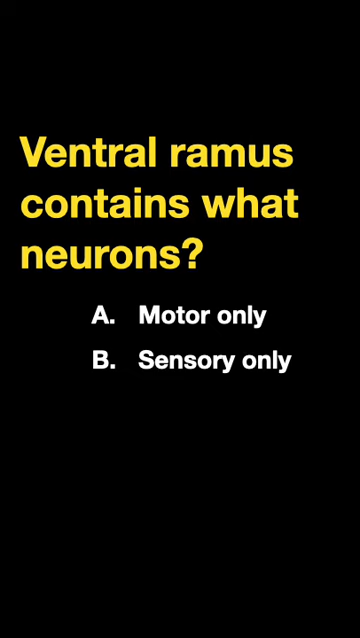 Ventral ramus
contains what
neurons?
A. Motor only
B. Sensory only